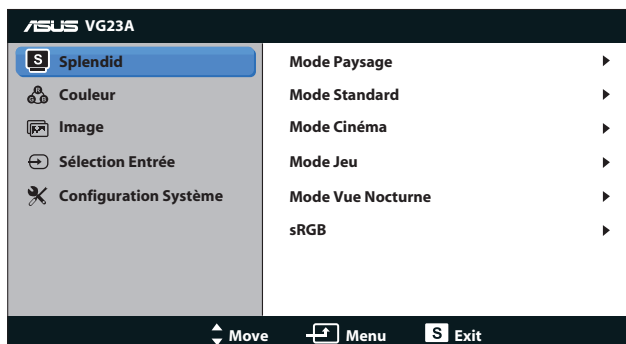 ASUS VG23A
S Splendid
Couleur
Image
Sélection Entrée
Configuration Système
Mode Paysage
Mode Standard
Mode Cinéma
Mode Jeu
Mode Vue Nocturne
sRGB
Move Menu S Exit